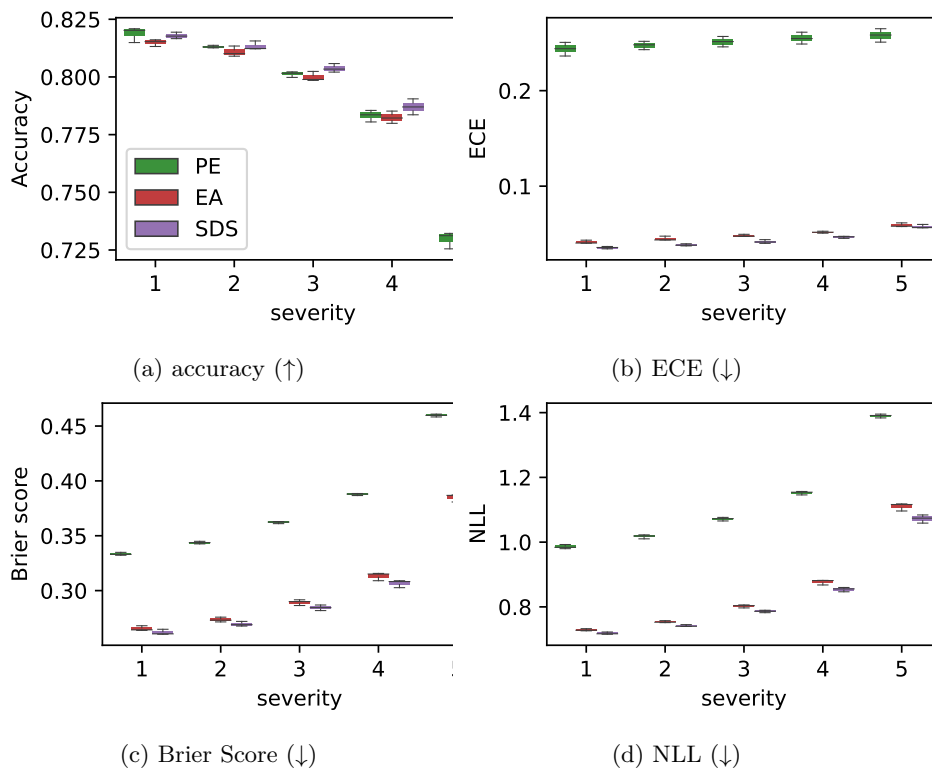 0.825
0.800
0.775
0.750
0.725
Accuracy
PE
EA
SDS
1 2 3 4
severity
(a) accuracy (↑)
0.2
0.1
ECE
1 2 3 4 5
severity
(b) ECE (↓)
0.45
0.40
0.35
0.30
Brier score
1 2 3 4
severity
(c) Brier Score (↓)
1.4
1.2
1.0
0.8
NLL
1 2 3 4 5
severity
(d) NLL (↓)